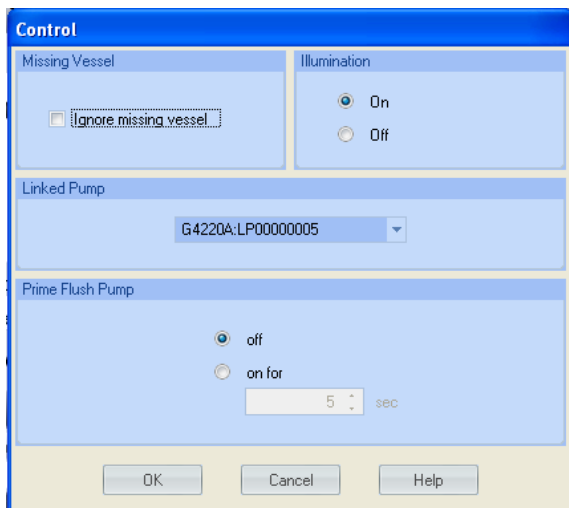 Control
Missing Vessel
Ignore missing vessel
Illumination
On
Off
Linked Pump
G4220A:LP00000005
Prime Flush Pump
off
on for
5 sec
OK Cancel Help